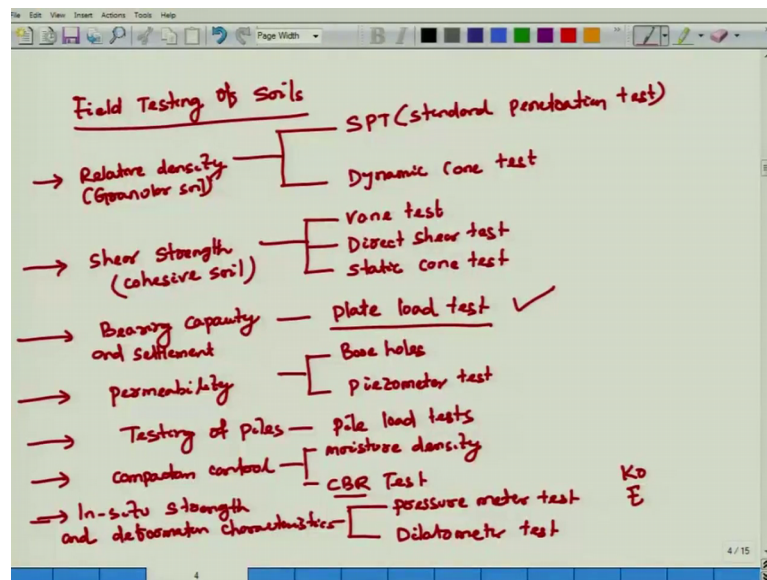 File Edit View Insert Actions Tools Help
Page Width
B I
Field Testing of Soils
SPT (standard penetration test)
→ Relative density
(Granular soil)
Dynamic cone test
Vane test
→ Shear Strength
(cohesive soil)
Direct shear test
static cone test
→ Bearing Capacity
and settlement
— Plate load test ✓
→ Permeability
Bore holes
Piezometer test
→ Testing of piles — Pile load tests
→ Compaction control
moisture density
CBR Test
→ In-situ strength
and deformation characteristics
pressure meter test
Dilatometer test
K0
E
4/15
4